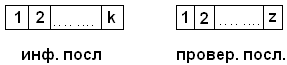 1 2 ........ k 1 2 ........ z
инф. посл провер. посл.